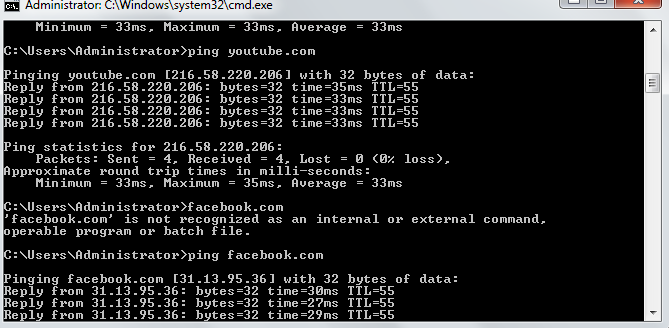 Administrator: C:\Windows\system32\cmd.exe
Minimum = 33ms, Maximum = 33ms, Average = 33ms
C:\Users\Administrator>ping youtube.com
Pinging youtube.com [216.58.220.206] with 32 bytes of data:
Reply from 216.58.220.206: bytes=32 time=35ms TTL=55
Reply from 216.58.220.206: bytes=32 time=33ms TTL=55
Reply from 216.58.220.206: bytes=32 time=33ms TTL=55
Reply from 216.58.220.206: bytes=32 time=33ms TTL=55
Ping statistics for 216.58.220.206:
Packets: Sent = 4, Received = 4, Lost = 0 (0% loss),
Approximate round trip times in milli-seconds:
Minimum = 33ms, Maximum = 35ms, Average = 33ms
C:\Users\Administrator>facebook.com
'facebook.com' is not recognized as an internal or external command,
operable program or batch file.
C:\Users\Administrator>ping facebook.com
Pinging facebook.com [31.13.95.36] with 32 bytes of data:
Reply from 31.13.95.36: bytes=32 time=30ms TTL=55
Reply from 31.13.95.36: bytes=32 time=27ms TTL=55
Reply from 31.13.95.36: bytes=32 time=29ms TTL=55